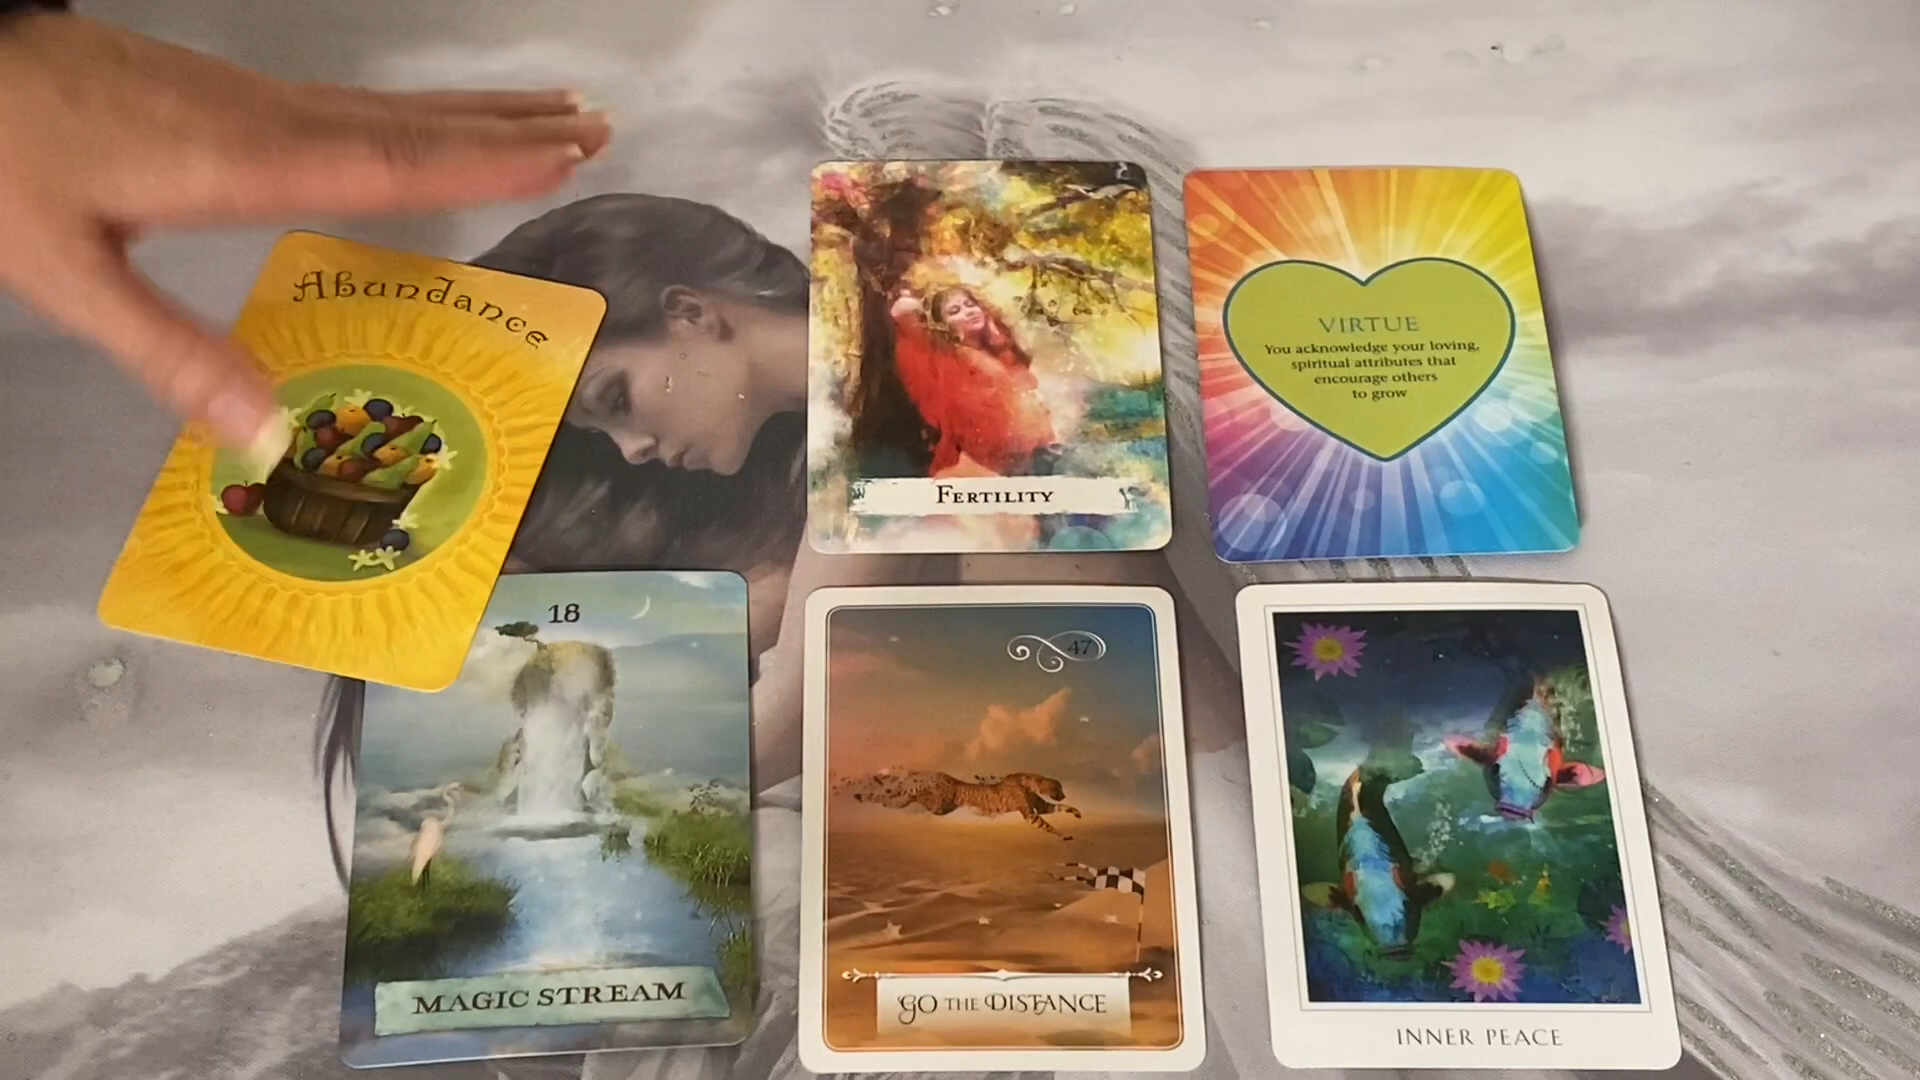 Abundance
FERTILITY
VIRTUE
You acknowledge your loving,
spiritual attributes that
encourage others
to grow
18
MAGIC STREAM
47
GO THE DISTANCE
INNER PEACE